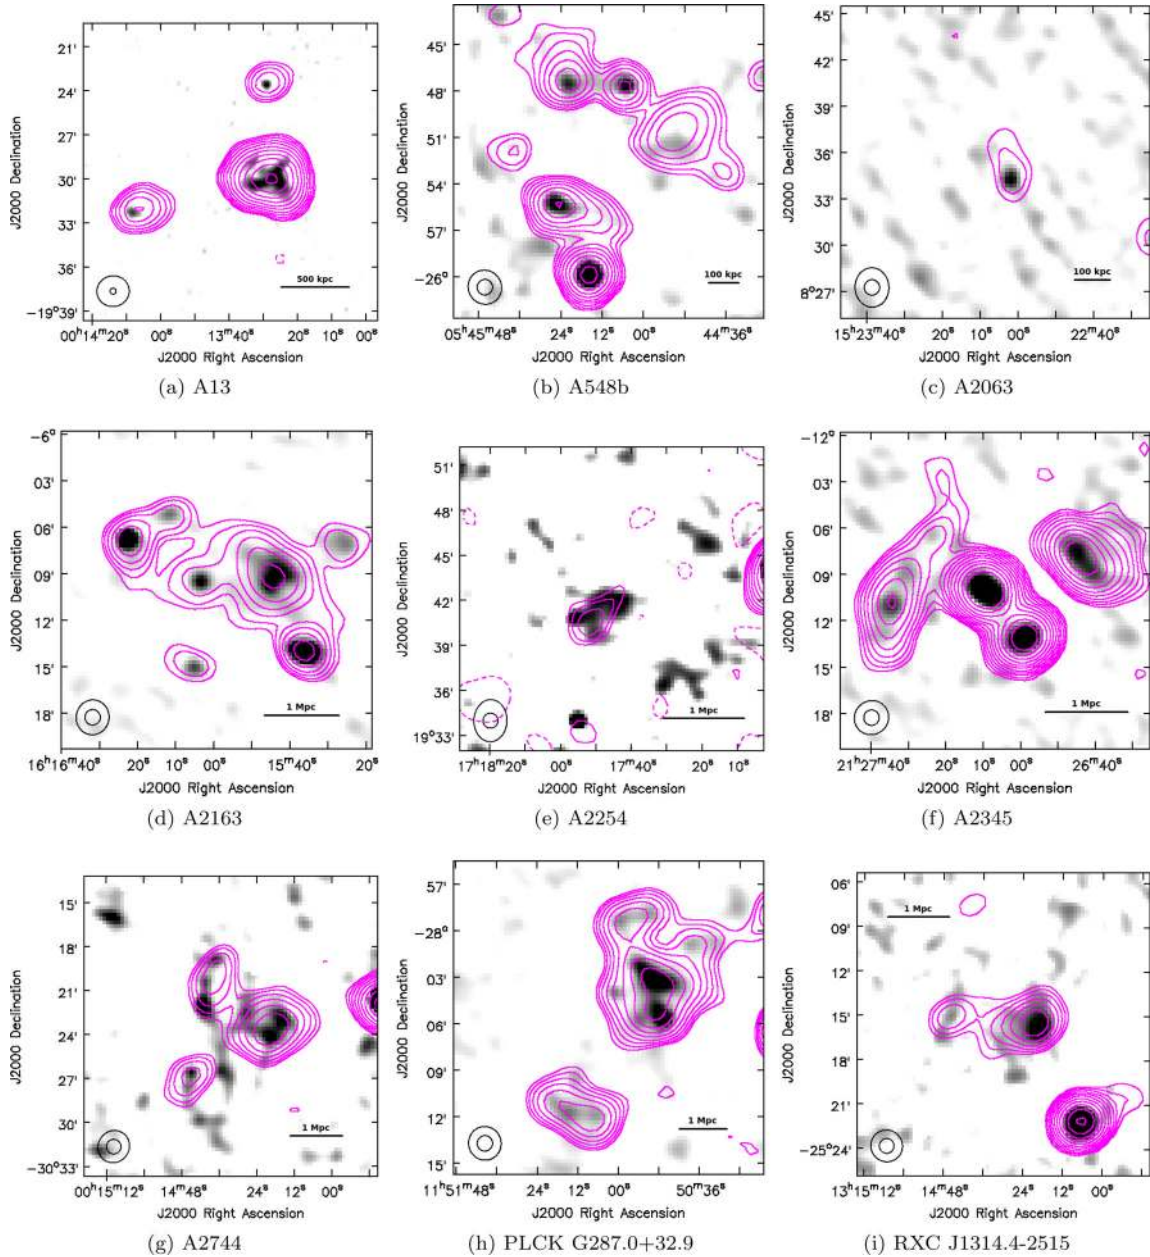 21'
24'
27'
30'
33'
36'
-19°39'
J2000 Declination
500 kpc
00ʰ14ᵐ20ˢ 00ˢ 13ᵐ40ˢ 20ˢ 00ˢ
J2000 Right Ascension
(a) A13
45'
48'
51'
54'
57'
-26°
J2000 Declination
100 kpc
05ʰ45ᵐ48ˢ 24ˢ 12ˢ 00ˢ 44ᵐ36ˢ
J2000 Right Ascension
(b) A548b
45'
42'
39'
36'
33'
30'
8°27'
J2000 Declination
100 kpc
15ʰ23ᵐ40ˢ 20ˢ 00ˢ 22ᵐ40ˢ
J2000 Right Ascension
(c) A2063
-6°
03'
06'
09'
12'
15'
18'
J2000 Declination
1 Mpc
16ʰ16ᵐ40ˢ 20ˢ 00ˢ 15ᵐ40ˢ 20ˢ
J2000 Right Ascension
(d) A2163
51'
48'
45'
42'
39'
36'
19°33'
J2000 Declination
1 Mpc
17ʰ18ᵐ20ˢ 00ˢ 17ᵐ40ˢ 20ˢ 10ˢ
J2000 Right Ascension
(e) A2254
-12°
03'
06'
09'
12'
15'
18'
J2000 Declination
1 Mpc
21ʰ27ᵐ40ˢ 20ˢ 10ˢ 00ˢ 26ᵐ40ˢ
J2000 Right Ascension
(f) A2345
15'
18'
21'
24'
27'
30'
-30°33'
J2000 Declination
1 Mpc
00ʰ15ᵐ12ˢ 14ᵐ48ˢ 24ˢ 12ˢ 00ˢ
J2000 Right Ascension
(g) A2744
57'
-28°
03'
06'
09'
12'
15'
J2000 Declination
1 Mpc
11ʰ51ᵐ48ˢ 24ˢ 12ˢ 00ˢ 50ᵐ36ˢ
J2000 Right Ascension
(h) PLCK G287.0+32.9
06'
09'
12'
15'
18'
21'
-25°24'
J2000 Declination
1 Mpc
13ʰ15ᵐ12ˢ 14ᵐ48ˢ 24ˢ 12ˢ 00ˢ
J2000 Right Ascension
(i) RXC J1314.4-2515